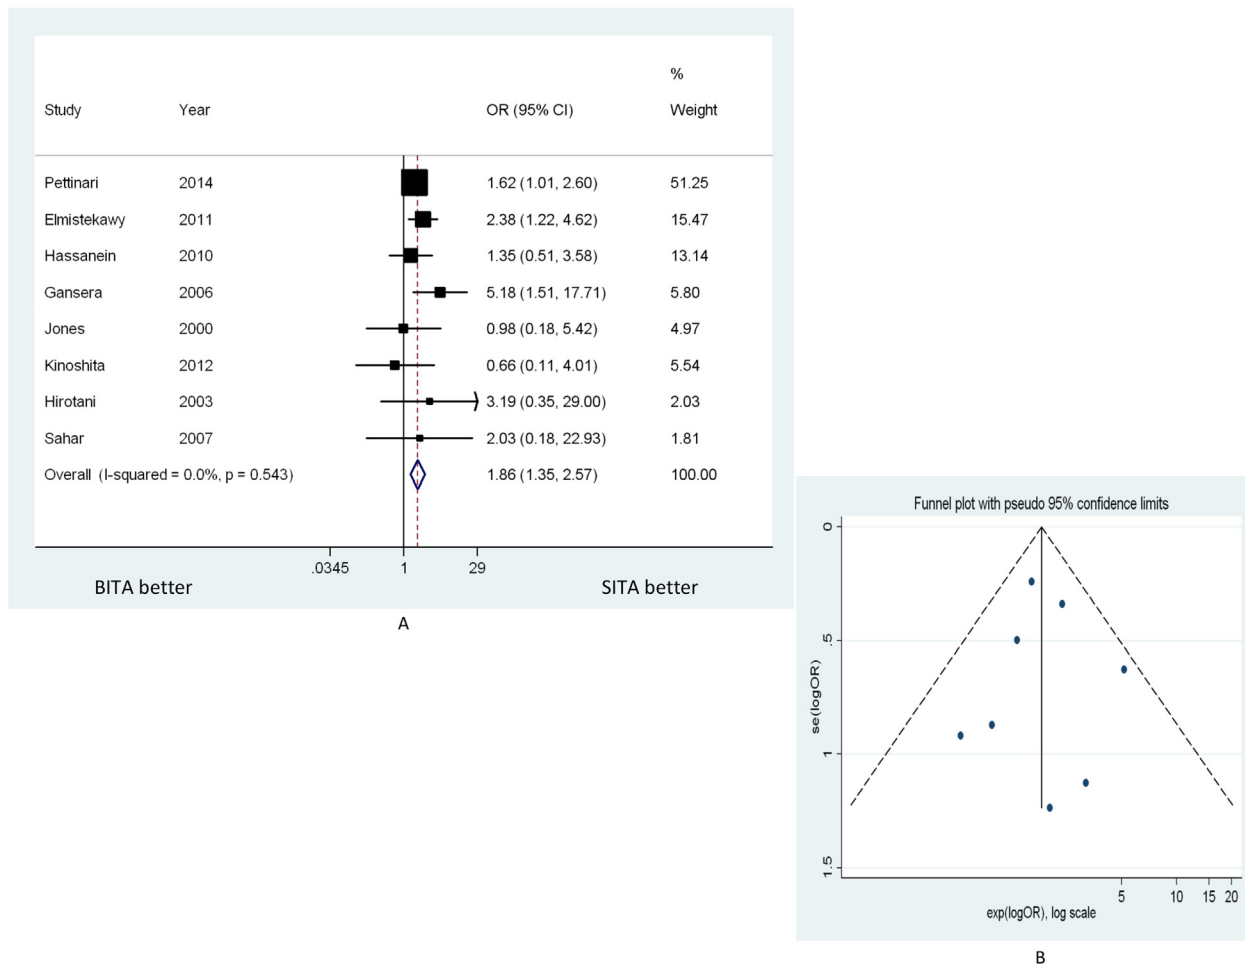 %
Study Year OR (95% CI) Weight
Pettinari 2014 1.62 (1.01, 2.60) 51.25
Elmistekawy 2011 2.38 (1.22, 4.62) 15.47
Hassanein 2010 1.35 (0.51, 3.58) 13.14
Gansera 2006 5.18 (1.51, 17.71) 5.80
Jones 2000 0.98 (0.18, 5.42) 4.97
Kinoshita 2012 0.66 (0.11, 4.01) 5.54
Hirotani 2003 3.19 (0.35, 29.00) 2.03
Sahar 2007 2.03 (0.18, 22.93) 1.81
Overall (I-squared = 0.0%, p = 0.543) 1.86 (1.35, 2.57) 100.00
.0345 1 29
BITA better SITA better
A
Funnel plot with pseudo 95% confidence limits
0
.5
1
1.5
se(logOR)
5 10 15 20
exp(logOR), log scale
B